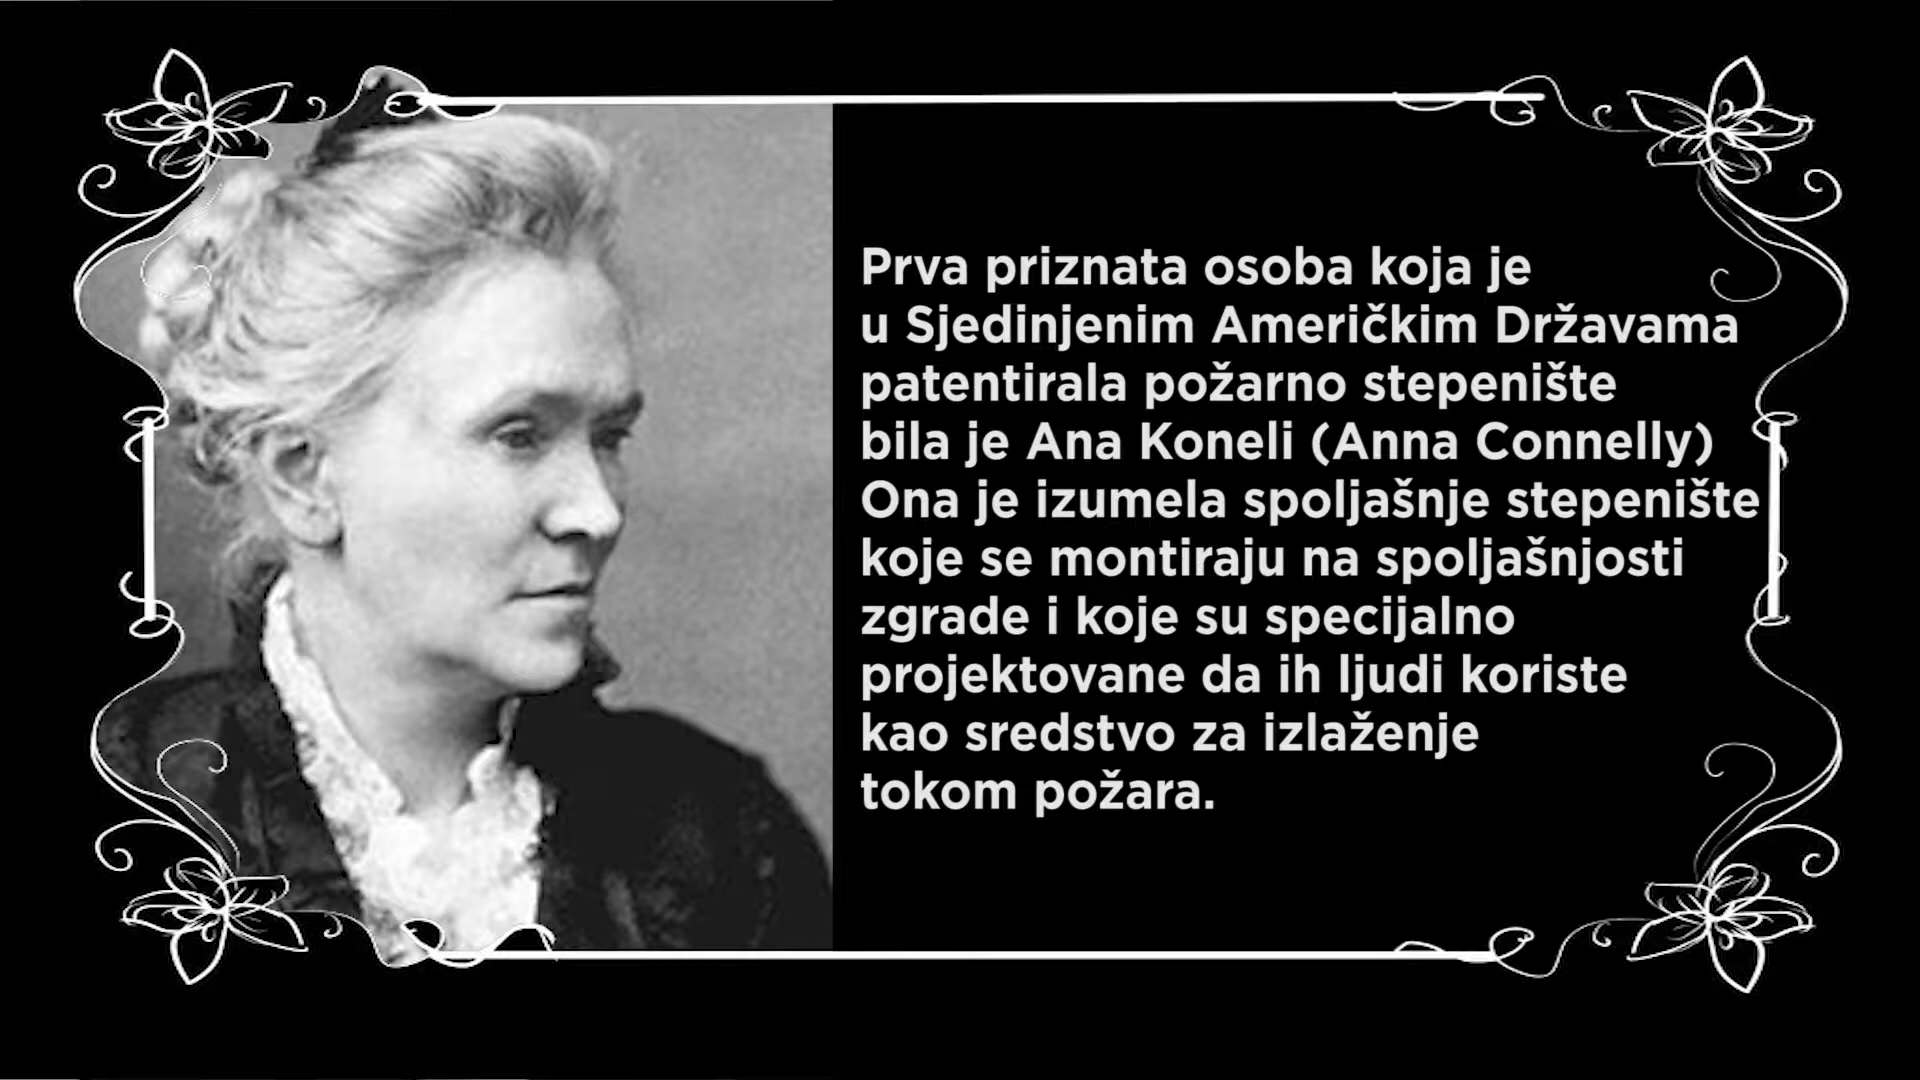 Prva priznata osoba koja je
u Sjedinjenim Američkim Državama
patentirala požarno stepenište
bila je Ana Koneli (Anna Connelly)
Ona je izumela spoljašnje stepenište
koje se montiraju na spoljašnjosti
zgrade i koje su specijalno
projektovane da ih ljudi koriste
kao sredstvo za izlaženje
tokom požara.